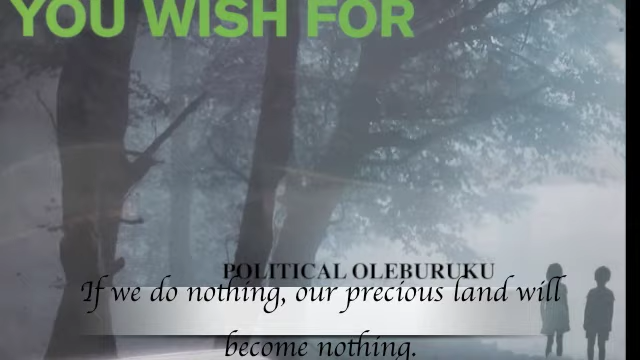 YOU WISH FOR
POLITICAL OLEBURUKU
If we do nothing, our precious land will
become nothing.